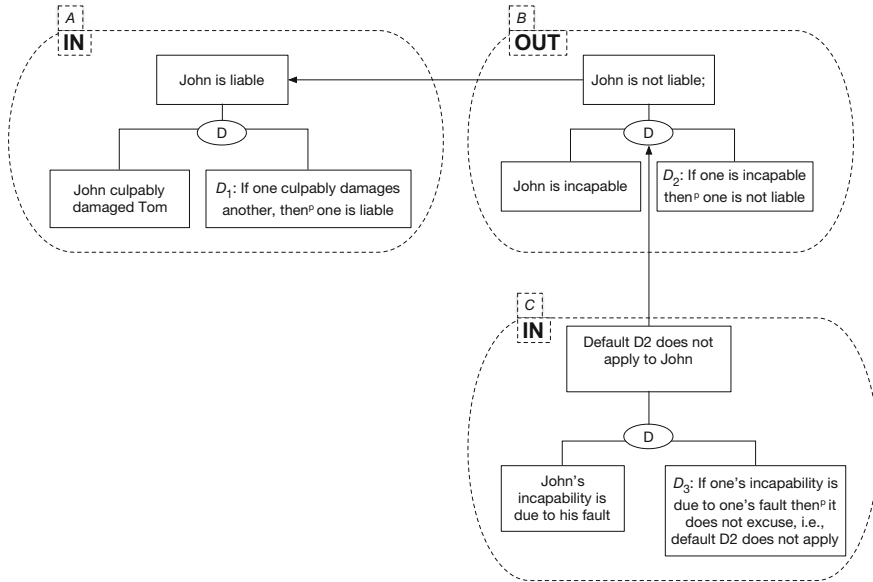 A
IN
John is liable
D
John culpably
damaged Tom
D1: If one culpably damages
another, thenᵖ one is liable
B
OUT
John is not liable;
D
John is incapable
D2: If one is incapable
thenᵖ one is not liable
C
IN
Default D2 does not
apply to John
D
John's
incapability is
due to his fault
D3: If one's incapability is
due to one's fault thenᵖ it
does not excuse, i.e.,
default D2 does not apply